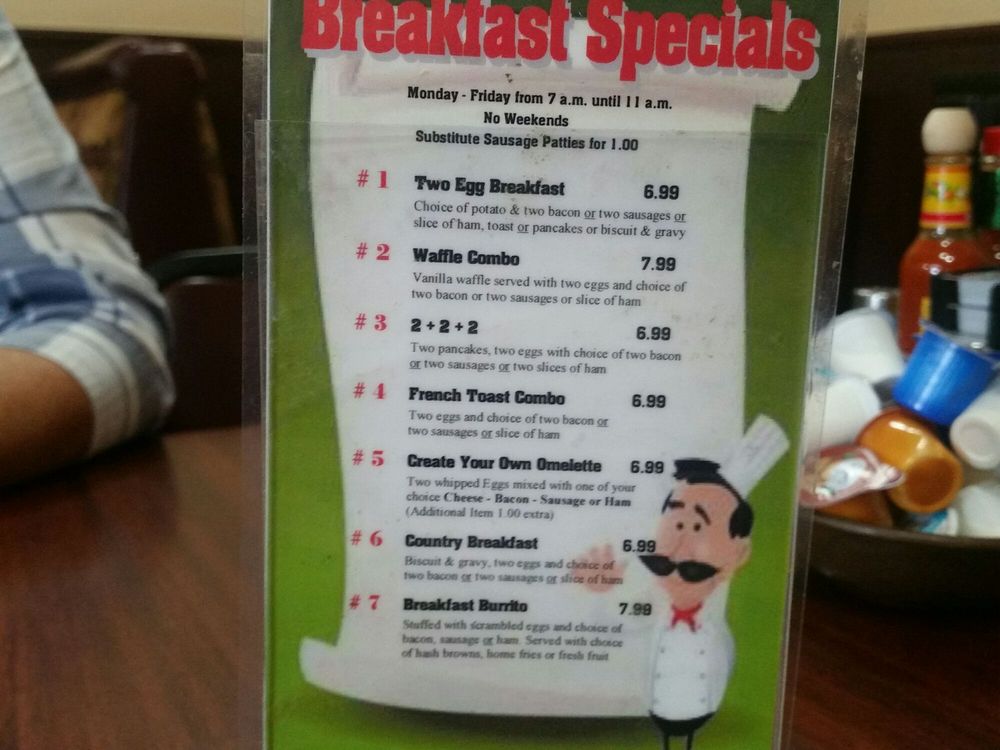 Breakfast Specials
Monday - Friday from 7 a.m. until 11 a.m.
No Weekends
Substitute Sausage Patties for 1.00
# 1 Two Egg Breakfast 6.99
Choice of potato & two bacon or two sausages or
slice of ham, toast or pancakes or biscuit & gravy
# 2 Waffle Combo 7.99
Vanilla waffle served with two eggs and choice of
two bacon or two sausages or slice of ham
# 3 2 + 2 + 2 6.99
Two pancakes, two eggs with choice of two bacon
or two sausages or two slices of ham
# 4 French Toast Combo 6.99
Two eggs and choice of two bacon or
two sausages or slice of ham
# 5 Create Your Own Omelette 6.99
Two whipped Eggs mixed with one of your
choice Cheese - Bacon - Sausage or Ham
(Additional Item 1.00 extra)
# 6 Country Breakfast 6.99
Biscuit & gravy, two eggs and choice of
two bacon or two sausages or slice of ham
# 7 Breakfast Burrito 7.99
Stuffed with scrambled eggs and choice of
bacon, sausage or ham. Served with choice
of hash browns, home fries or fresh fruit